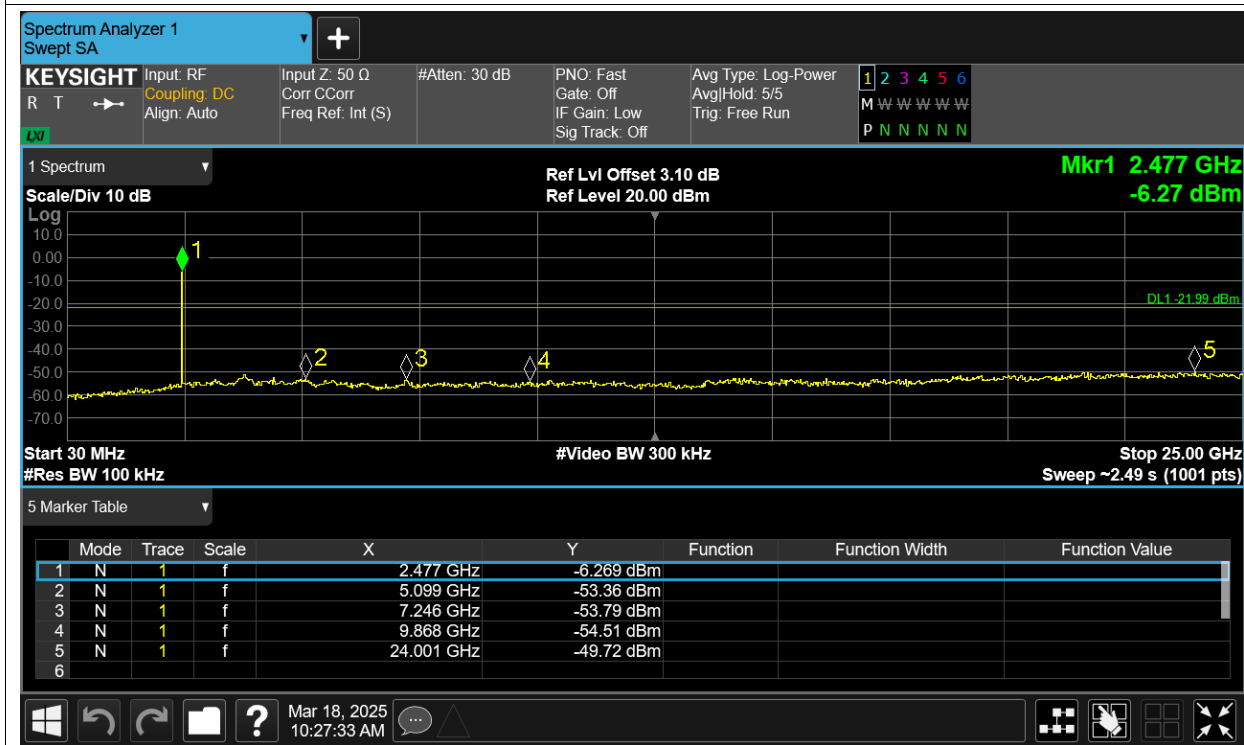 Spectrum Analyzer 1
Swept SA
KEYSIGHT
R T
LXI
Input: RF
Coupling: DC
Align: Auto
Input Z: 50 Ω
Corr CCorr
Freq Ref: Int (S)
#Atten: 30 dB
PNO: Fast
Gate: Off
IF Gain: Low
Sig Track: Off
Avg Type: Log-Power
Avg|Hold: 5/5
Trig: Free Run
1 2 3 4 5 6
M W W W W W
P N N N N N
1 Spectrum
Scale/Div 10 dB
Log
Ref Lvl Offset 3.10 dB
Ref Level 20.00 dBm
Mkr1 2.477 GHz
-6.27 dBm
10.0
0.00
-10.0
-20.0
-30.0
-40.0
-50.0
-60.0
-70.0
1
2
3
4
5
DL1 -21.99 dBm
Start 30 MHz
#Res BW 100 kHz
#Video BW 300 kHz
Stop 25.00 GHz
Sweep ~2.49 s (1001 pts)
5 Marker Table
Mode Trace Scale X Y Function Function Width Function Value
1 N 1 f 2.477 GHz -6.269 dBm
2 N 1 f 5.099 GHz -53.36 dBm
3 N 1 f 7.246 GHz -53.79 dBm
4 N 1 f 9.868 GHz -54.51 dBm
5 N 1 f 24.001 GHz -49.72 dBm
6
?
Mar 18, 2025
10:27:33 AM